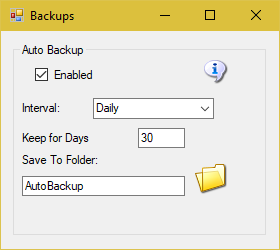 Backups
Auto Backup
Enabled
Interval: Daily
Keep for Days 30
Save To Folder:
AutoBackup